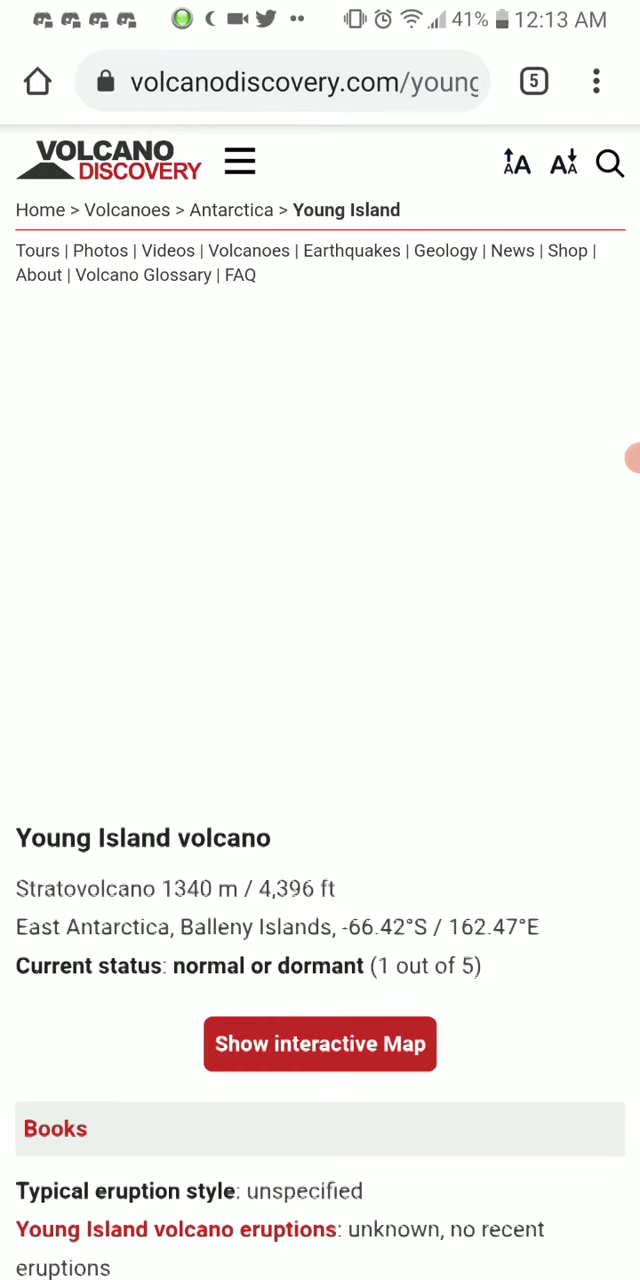 41% 12:13 AM
volcanodiscovery.com/young
5
VOLCANO
DISCOVERY
AA AA
Home > Volcanoes > Antarctica > Young Island
Tours | Photos | Videos | Volcanoes | Earthquakes | Geology | News | Shop |
About | Volcano Glossary | FAQ
Young Island volcano
Stratovolcano 1340 m / 4,396 ft
East Antarctica, Balleny Islands, -66.42°S / 162.47°E
Current status: normal or dormant (1 out of 5)
Show interactive Map
Books
Typical eruption style: unspecified
Young Island volcano eruptions: unknown, no recent
eruptions